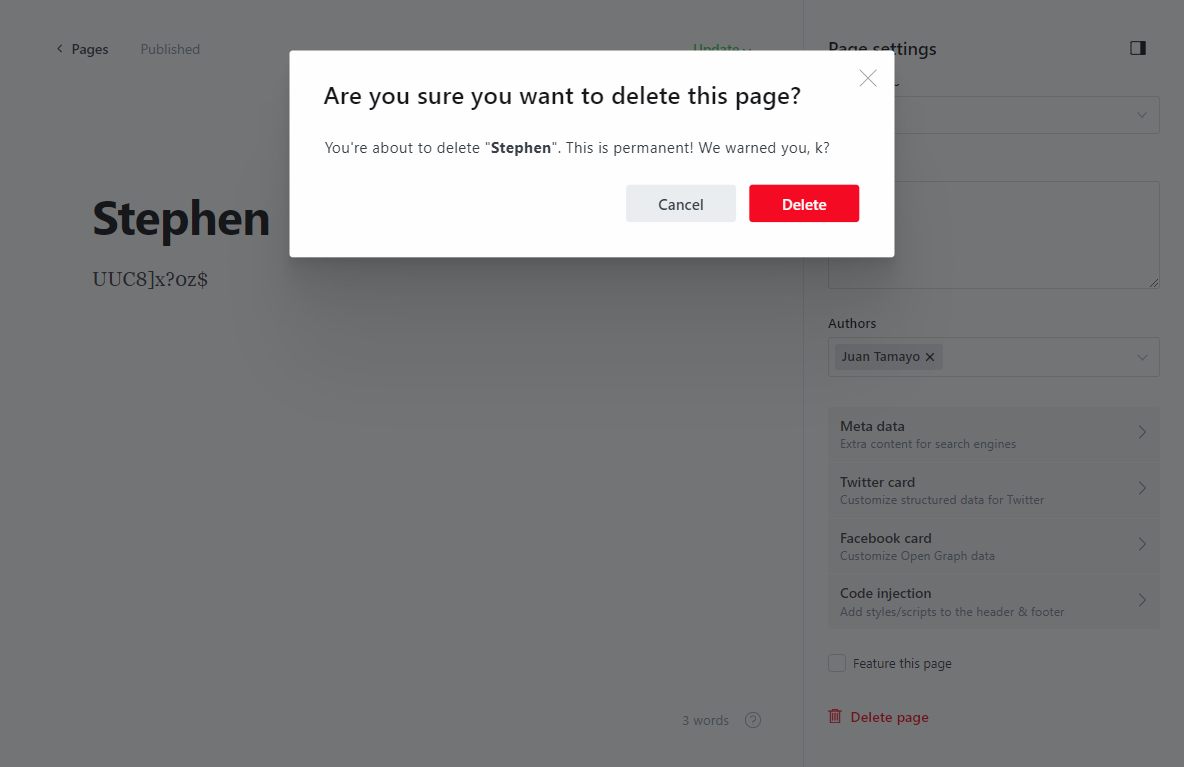 Pages
Published
Update
Page settings
Are you sure you want to delete this page?
You're about to delete "Stephen". This is permanent! We warned you, k?
Cancel
Delete
Stephen
UUC8]x?oz$
Authors
Juan Tamayo
Meta data
Extra content for search engines
Twitter card
Customize structured data for Twitter
Facebook card
Customize Open Graph data
Code injection
Add styles/scripts to the header & footer
Feature this page
3 words
?
Delete page